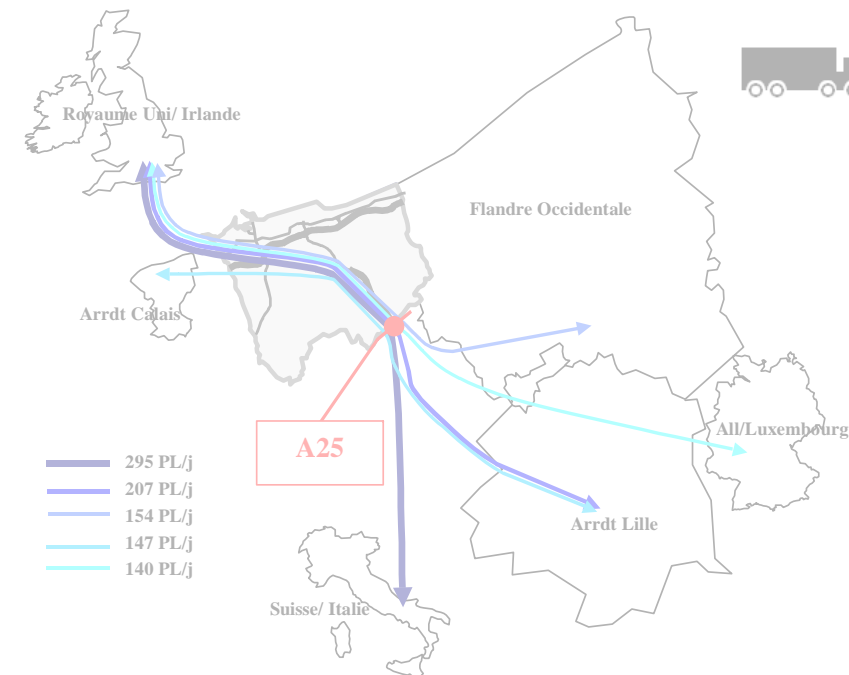 Royaume Uni/ Irlande
Flandre Occidentale
Arrdt Calais
All/Luxembourg
A25
295 PL/j
207 PL/j
154 PL/j
147 PL/j
140 PL/j
Arrdt Lille
Suisse/ Italie